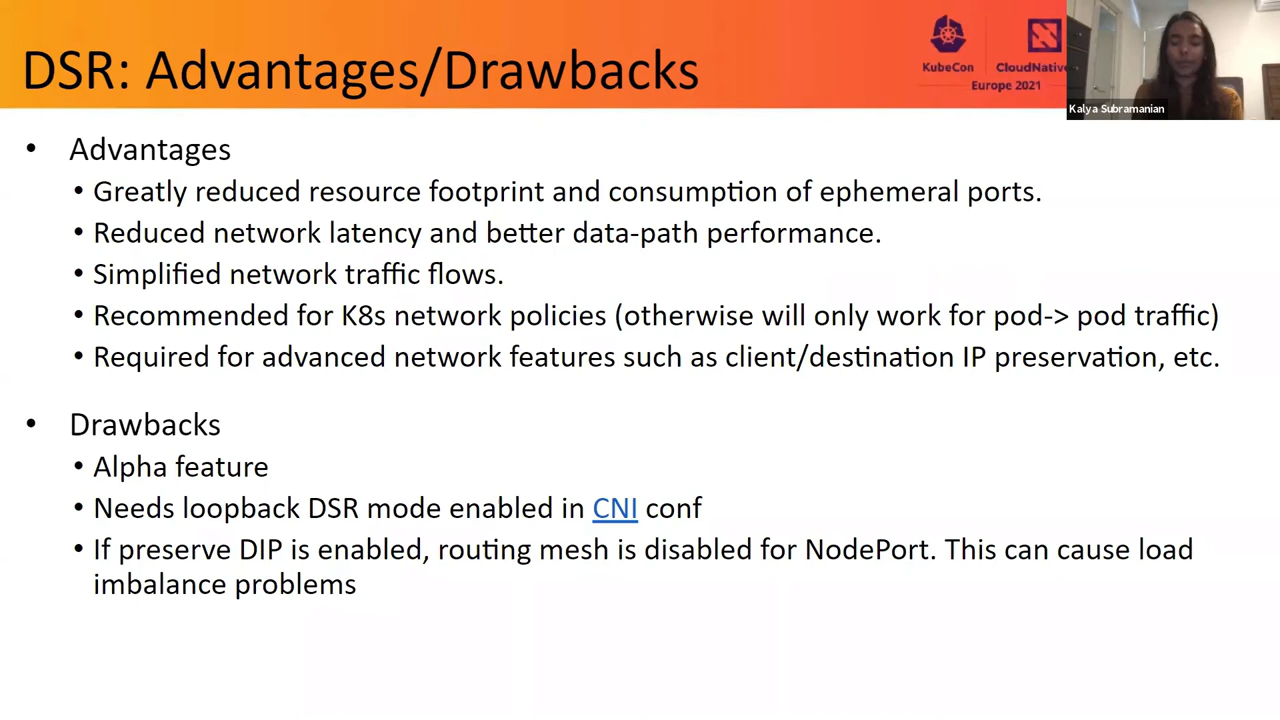 DSR: Advantages/Drawbacks
KubeCon
CloudNative
Europe 2021
Kalya Subramanian
• Advantages
• Greatly reduced resource footprint and consumption of ephemeral ports.
• Reduced network latency and better data-path performance.
• Simplified network traffic flows.
• Recommended for K8s network policies (otherwise will only work for pod-> pod traffic)
• Required for advanced network features such as client/destination IP preservation, etc.
• Drawbacks
• Alpha feature
• Needs loopback DSR mode enabled in CNI conf
• If preserve DIP is enabled, routing mesh is disabled for NodePort. This can cause load
imbalance problems